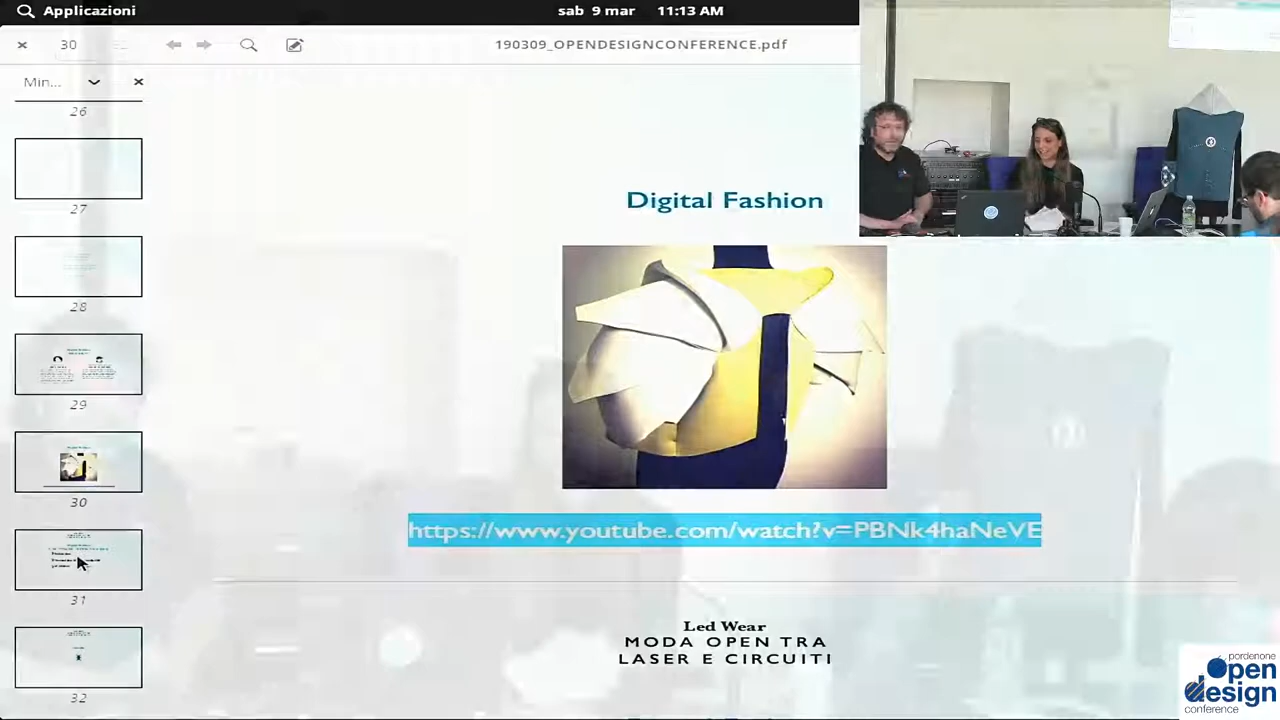 Applicazioni
sab 9 mar 11:13 AM
30
190309_OPENDESIGNCONFERENCE.pdf
Min...
26
27
28
29
30
31
32
Digital Fashion
https://www.youtube.com/watch?v=PBNk4haNeVE
Led Wear
MODA OPEN TRA
LASER E CIRCUITI
pordenone
open
design
conference